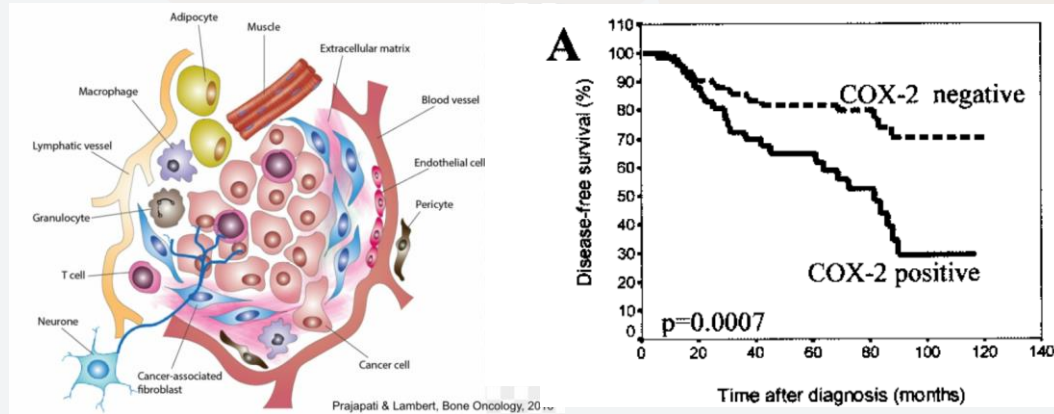 Adipocyte
Muscle
Extracellular matrix
Macrophage
Blood vessel
Lymphatic vessel
Endothelial cell
Granulocyte
Pericyte
T cell
Neurone
Cancer-associated
fibroblast
Cancer cell
Prajapati & Lambert, Bone Oncology,
A
Disease-free survival (%)
110
100
90
80
70
60
50
40
30
20
10
0
COX-2 negative
COX-2 positive
p=0.0007
0 20 40 60 80 100 120 140
Time after diagnosis (months)